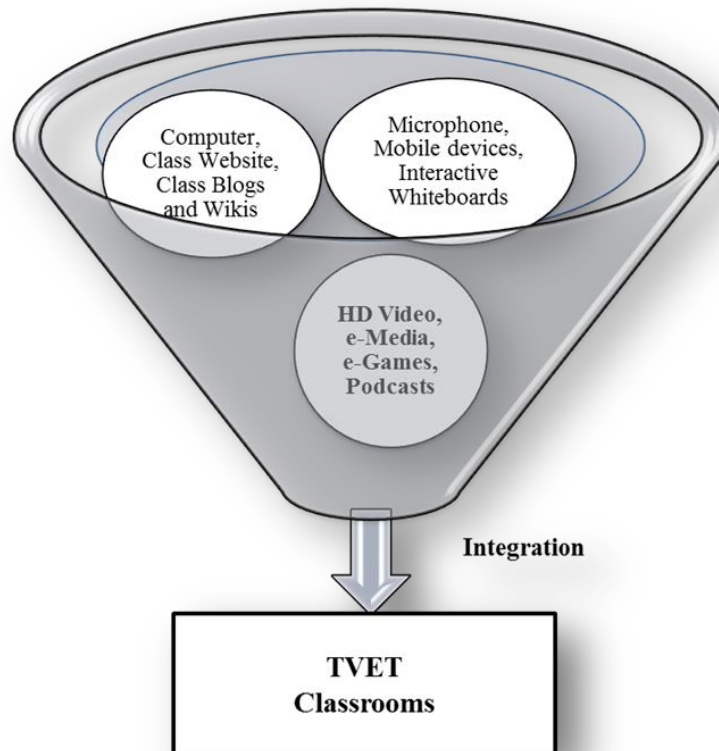 Computer,
Class Website,
Class Blogs
and Wikis
Microphone,
Mobile devices,
Interactive
Whiteboards
HD Video,
e-Media,
e-Games,
Podcasts
Integration
TVET
Classrooms